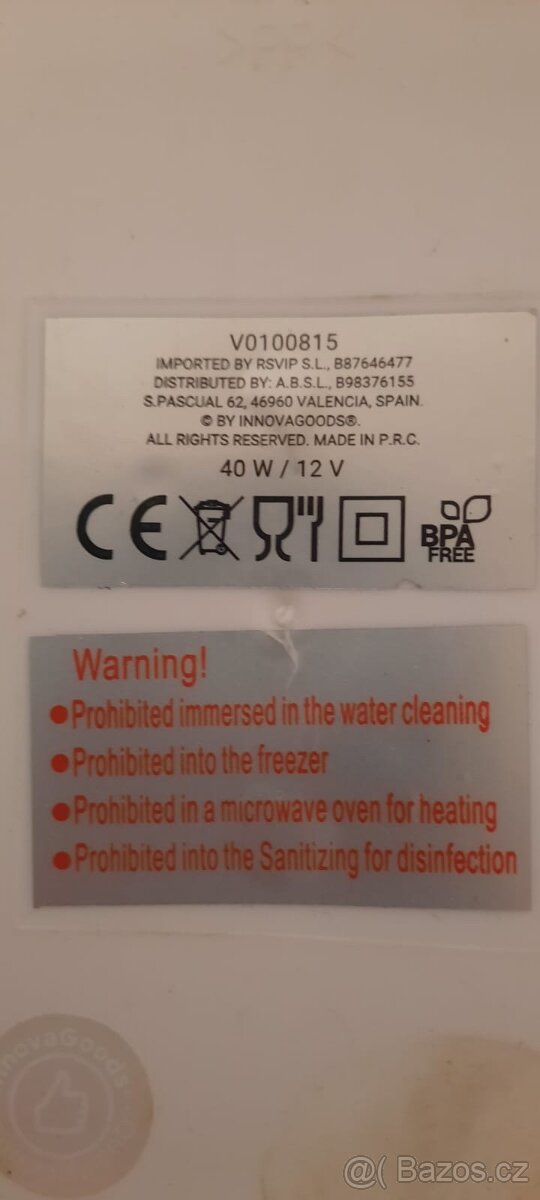 V0100815
IMPORTED BY RSVIP S.L., B87646477
DISTRIBUTED BY: A.B.S.L., B98376155
S.PASCUAL 62, 46960 VALENCIA, SPAIN.
© BY INNOVAGOODS®.
ALL RIGHTS RESERVED. MADE IN P.R.C.
40 W / 12 V
CE
BPA
FREE
Warning!
●Prohibited immersed in the water cleaning
●Prohibited into the freezer
●Prohibited in a microwave oven for heating
●Prohibited into the Sanitizing for disinfection
InnovaGoods
@( Bazos.cz